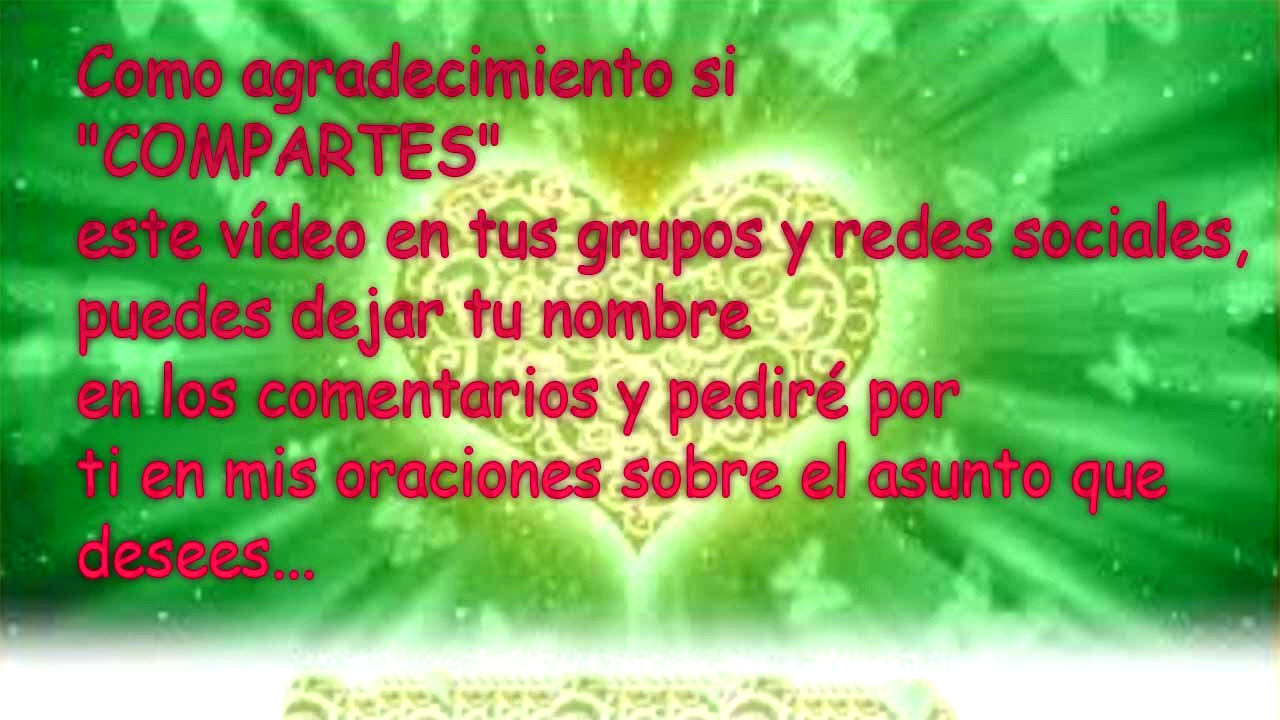 Como agradecimiento si
"COMPARTES"
este vídeo en tus grupos y redes sociales,
puedes dejar tu nombre
en los comentarios y pediré por
ti en mis oraciones sobre el asunto que
desees...